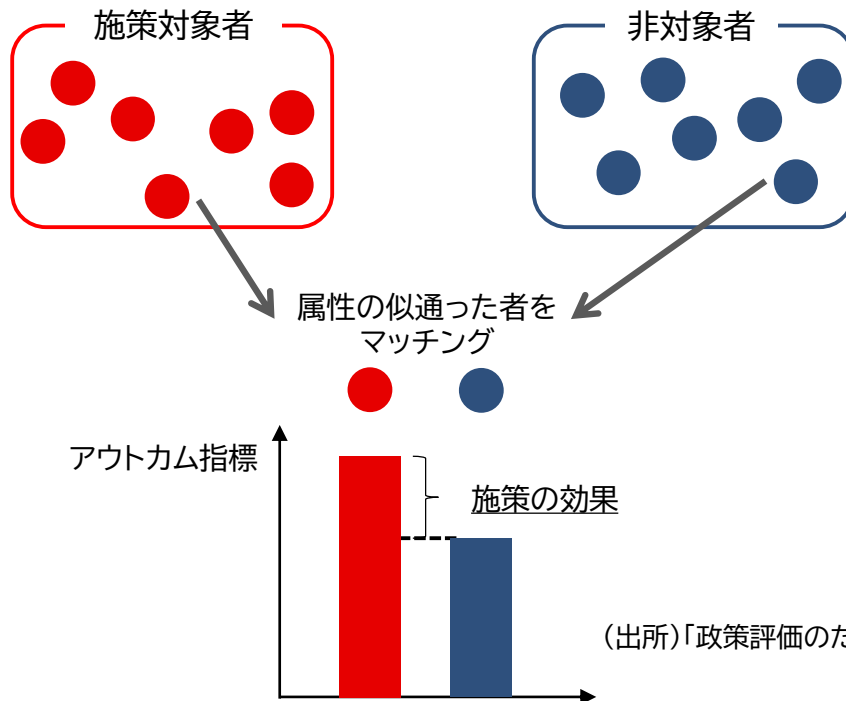 施策対象者
非対象者
属性の似通った者を
マッチング
アウトカム指標
施策の効果
（出所）「政策評価のた